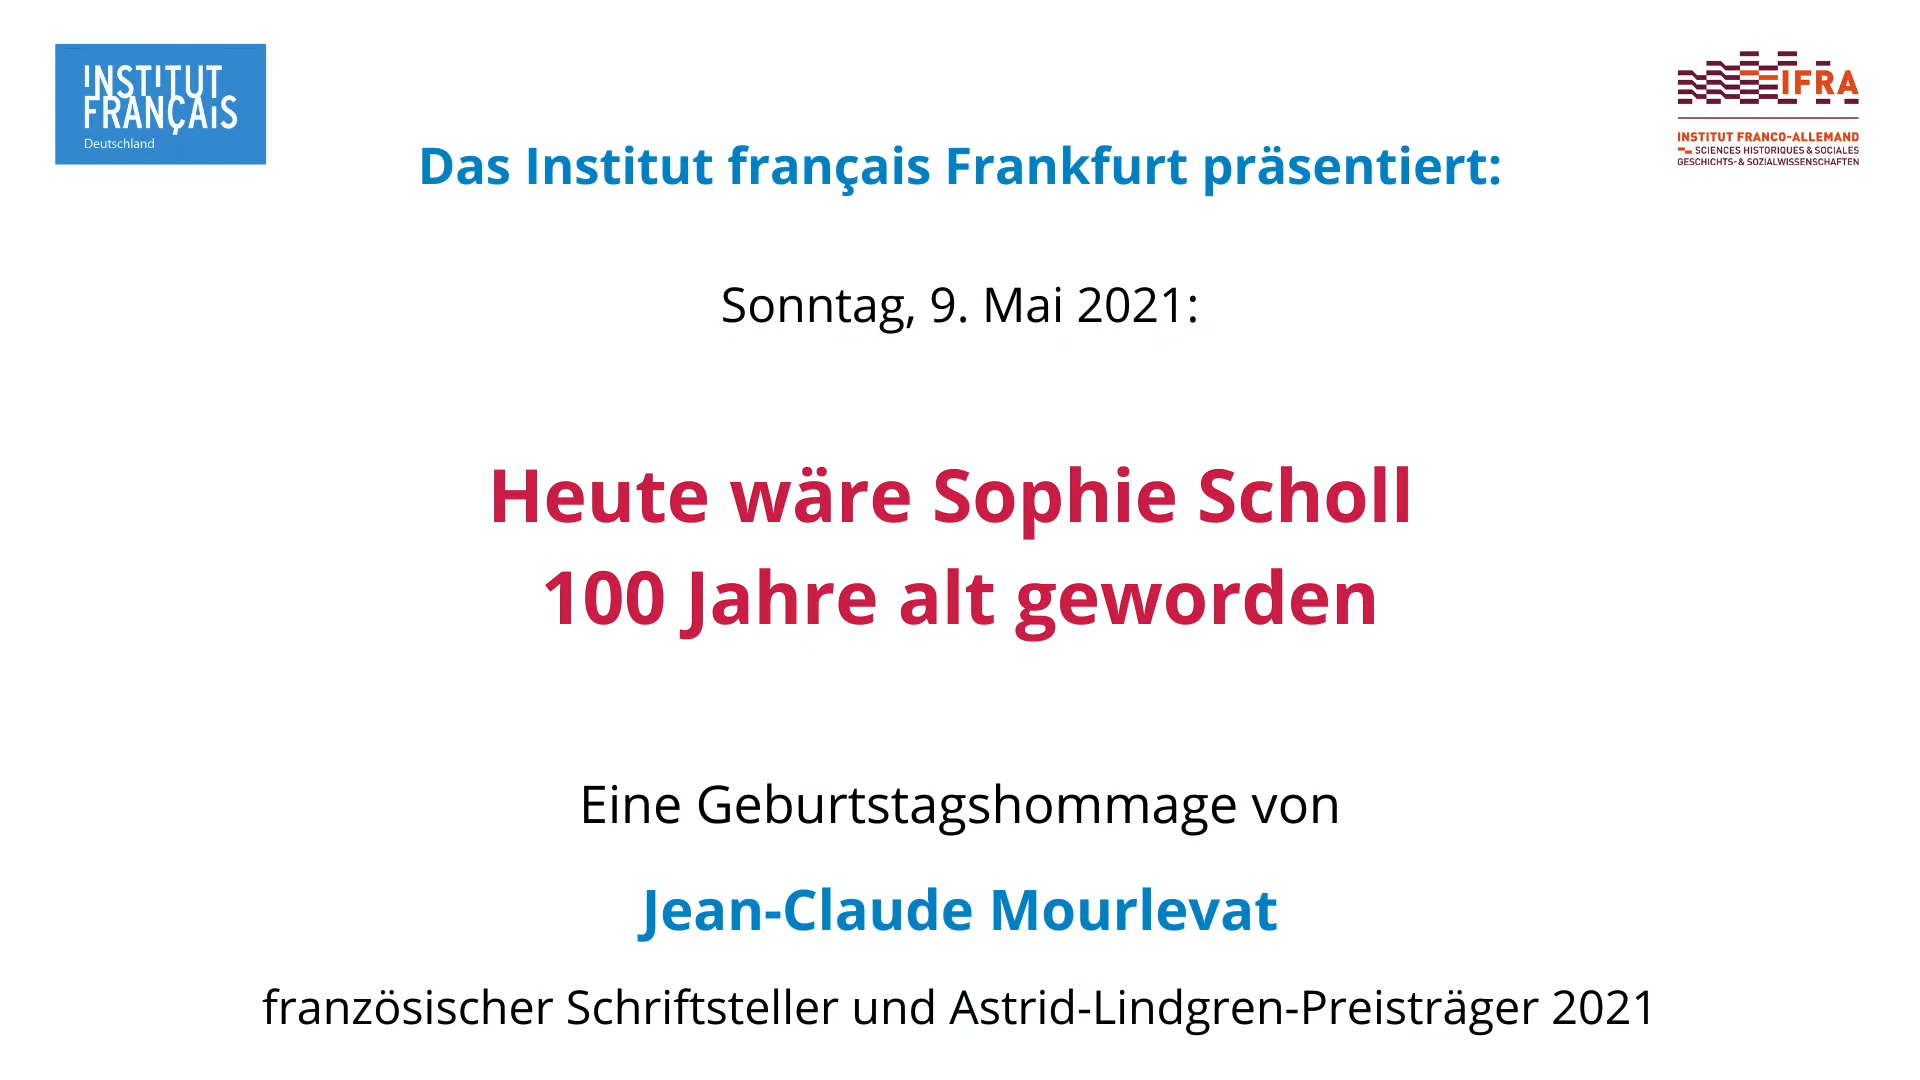 INSTITUT
FRANÇAIS
Deutschland
IFRA
INSTITUT FRANCO-ALLEMAND
SCIENCES HISTORIQUES & SOCIALES
GESCHICHTS- & SOZIALWISSENSCHAFTEN
Das Institut français Frankfurt präsentiert:
Sonntag, 9. Mai 2021:
Heute wäre Sophie Scholl
100 Jahre alt geworden
Eine Geburtstagshommage von
Jean-Claude Mourlevat
französischer Schriftsteller und Astrid-Lindgren-Preisträger 2021